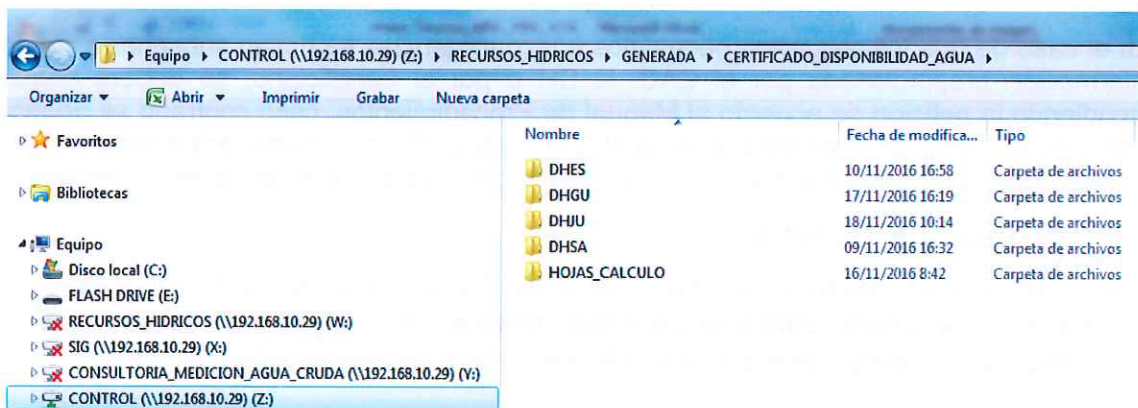 Equipo ▸ CONTROL (\\192.168.10.29) (Z:) ▸ RECURSOS_HIDRICOS ▸ GENERADA ▸ CERTIFICADO_DISPONIBILIDAD_AGUA ▸
Organizar Abrir Imprimir Grabar Nueva carpeta
Favoritos
Bibliotecas
Equipo
Disco local (C:)
FLASH DRIVE (E:)
RECURSOS_HIDRICOS (\\192.168.10.29) (W:)
SIG (\\192.168.10.29) (X:)
CONSULTORIA_MEDICION_AGUA_CRUDA (\\192.168.10.29) (Y:)
CONTROL (\\192.168.10.29) (Z:)
Nombre Fecha de modifica... Tipo
DHES 10/11/2016 16:58 Carpeta de archivos
DHGU 17/11/2016 16:19 Carpeta de archivos
DHJU 18/11/2016 10:14 Carpeta de archivos
DHSA 09/11/2016 16:32 Carpeta de archivos
HOJAS_CALCULO 16/11/2016 8:42 Carpeta de archivos